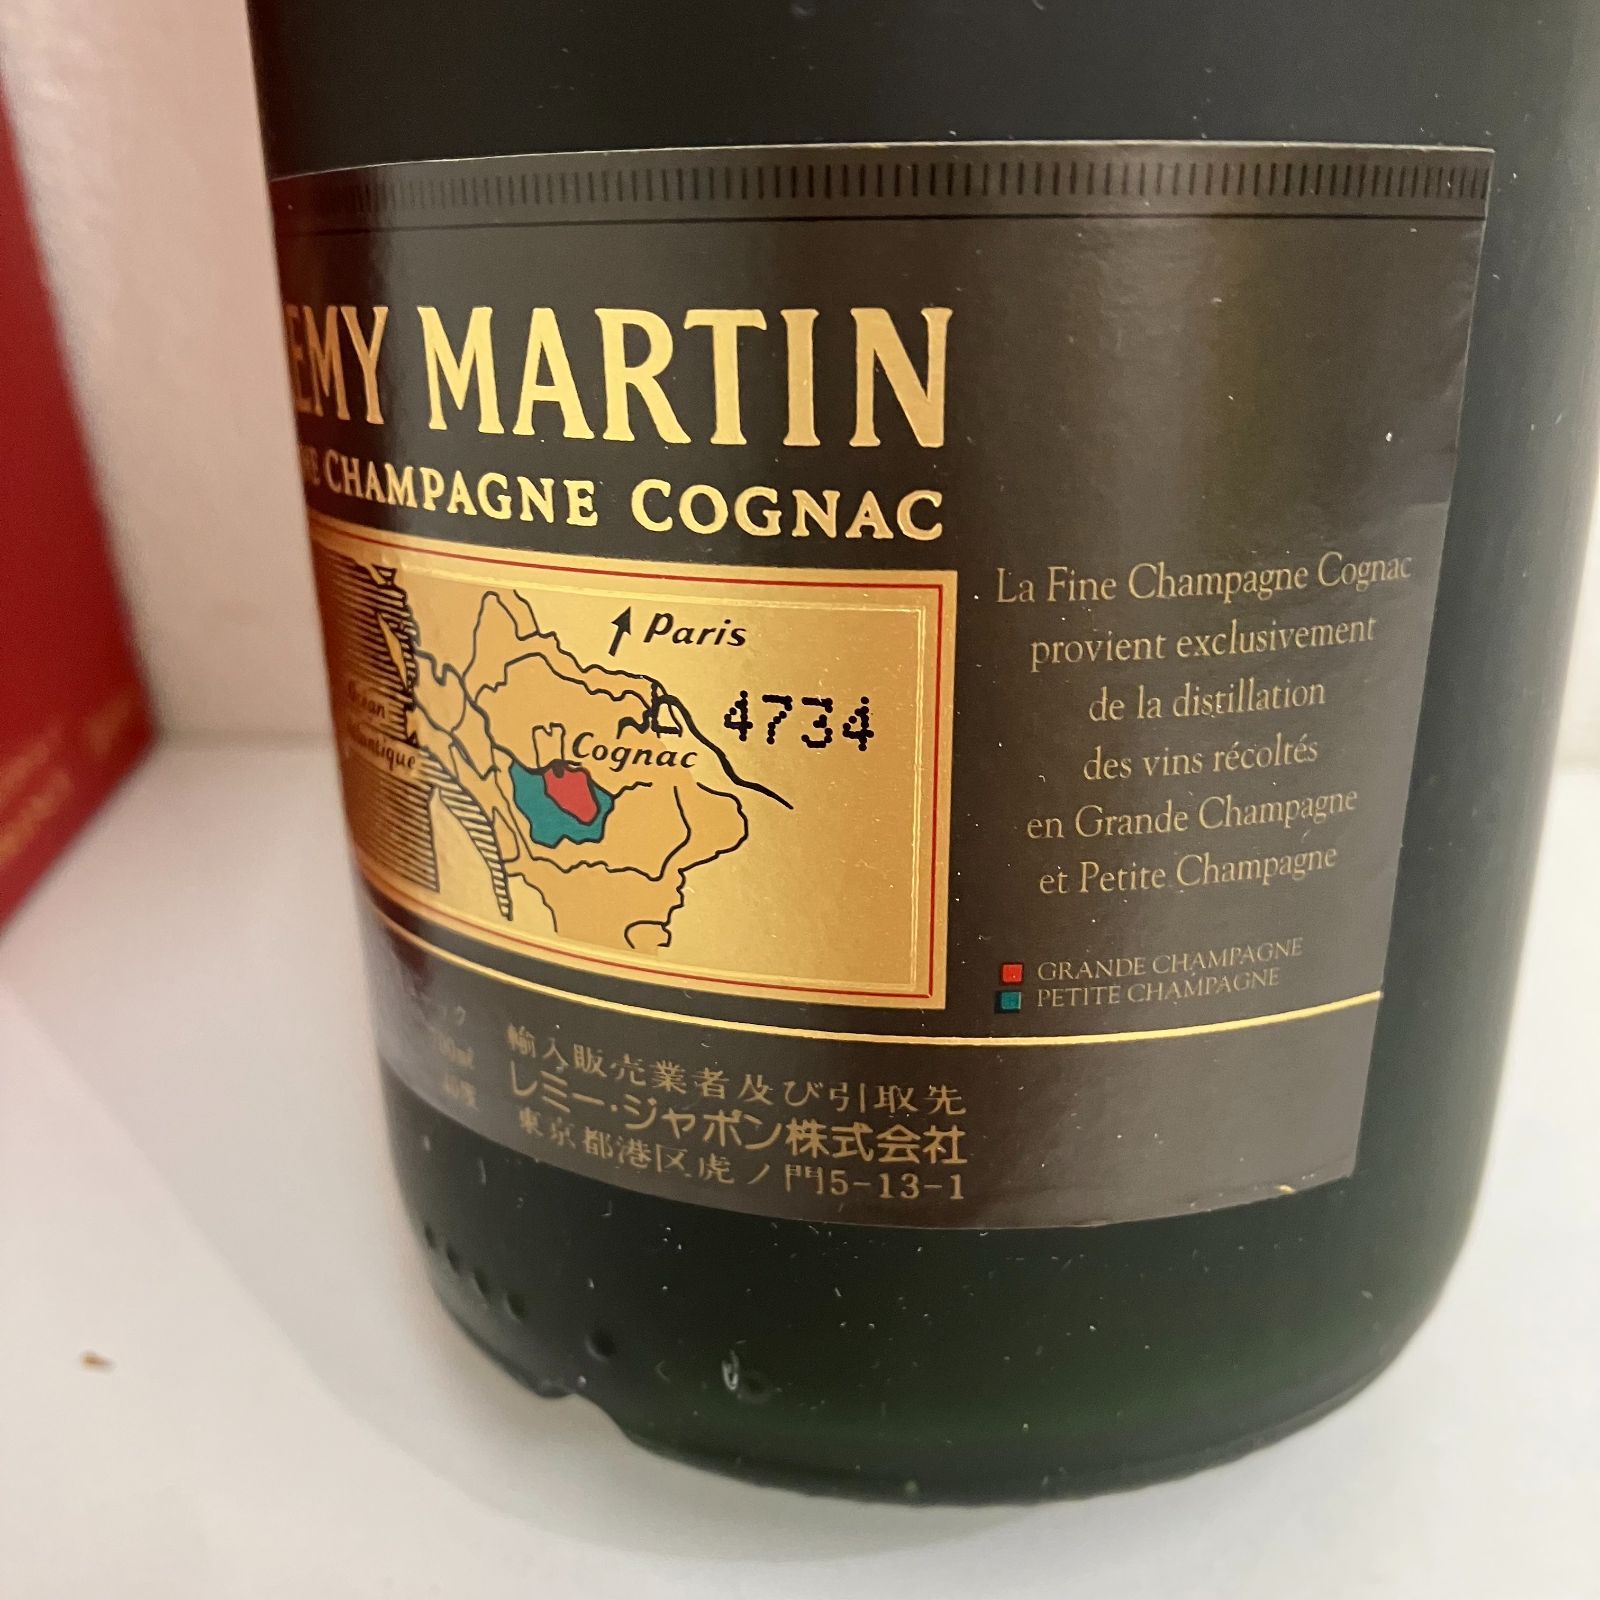 MARTIN
CHAMPAGNE COGNAC
Paris
4734
Cognac
La Fine Champagne Cognac
provient exclusivement
de la distillation
des vins récoltés
en Grande Champagne
et Petite Champagne
GRANDE CHAMPAGNE
PETITE CHAMPAGNE
輸入販売業者及び引取先
レミー・ジャポン株式会社
東京都港区虎ノ門5-13-1